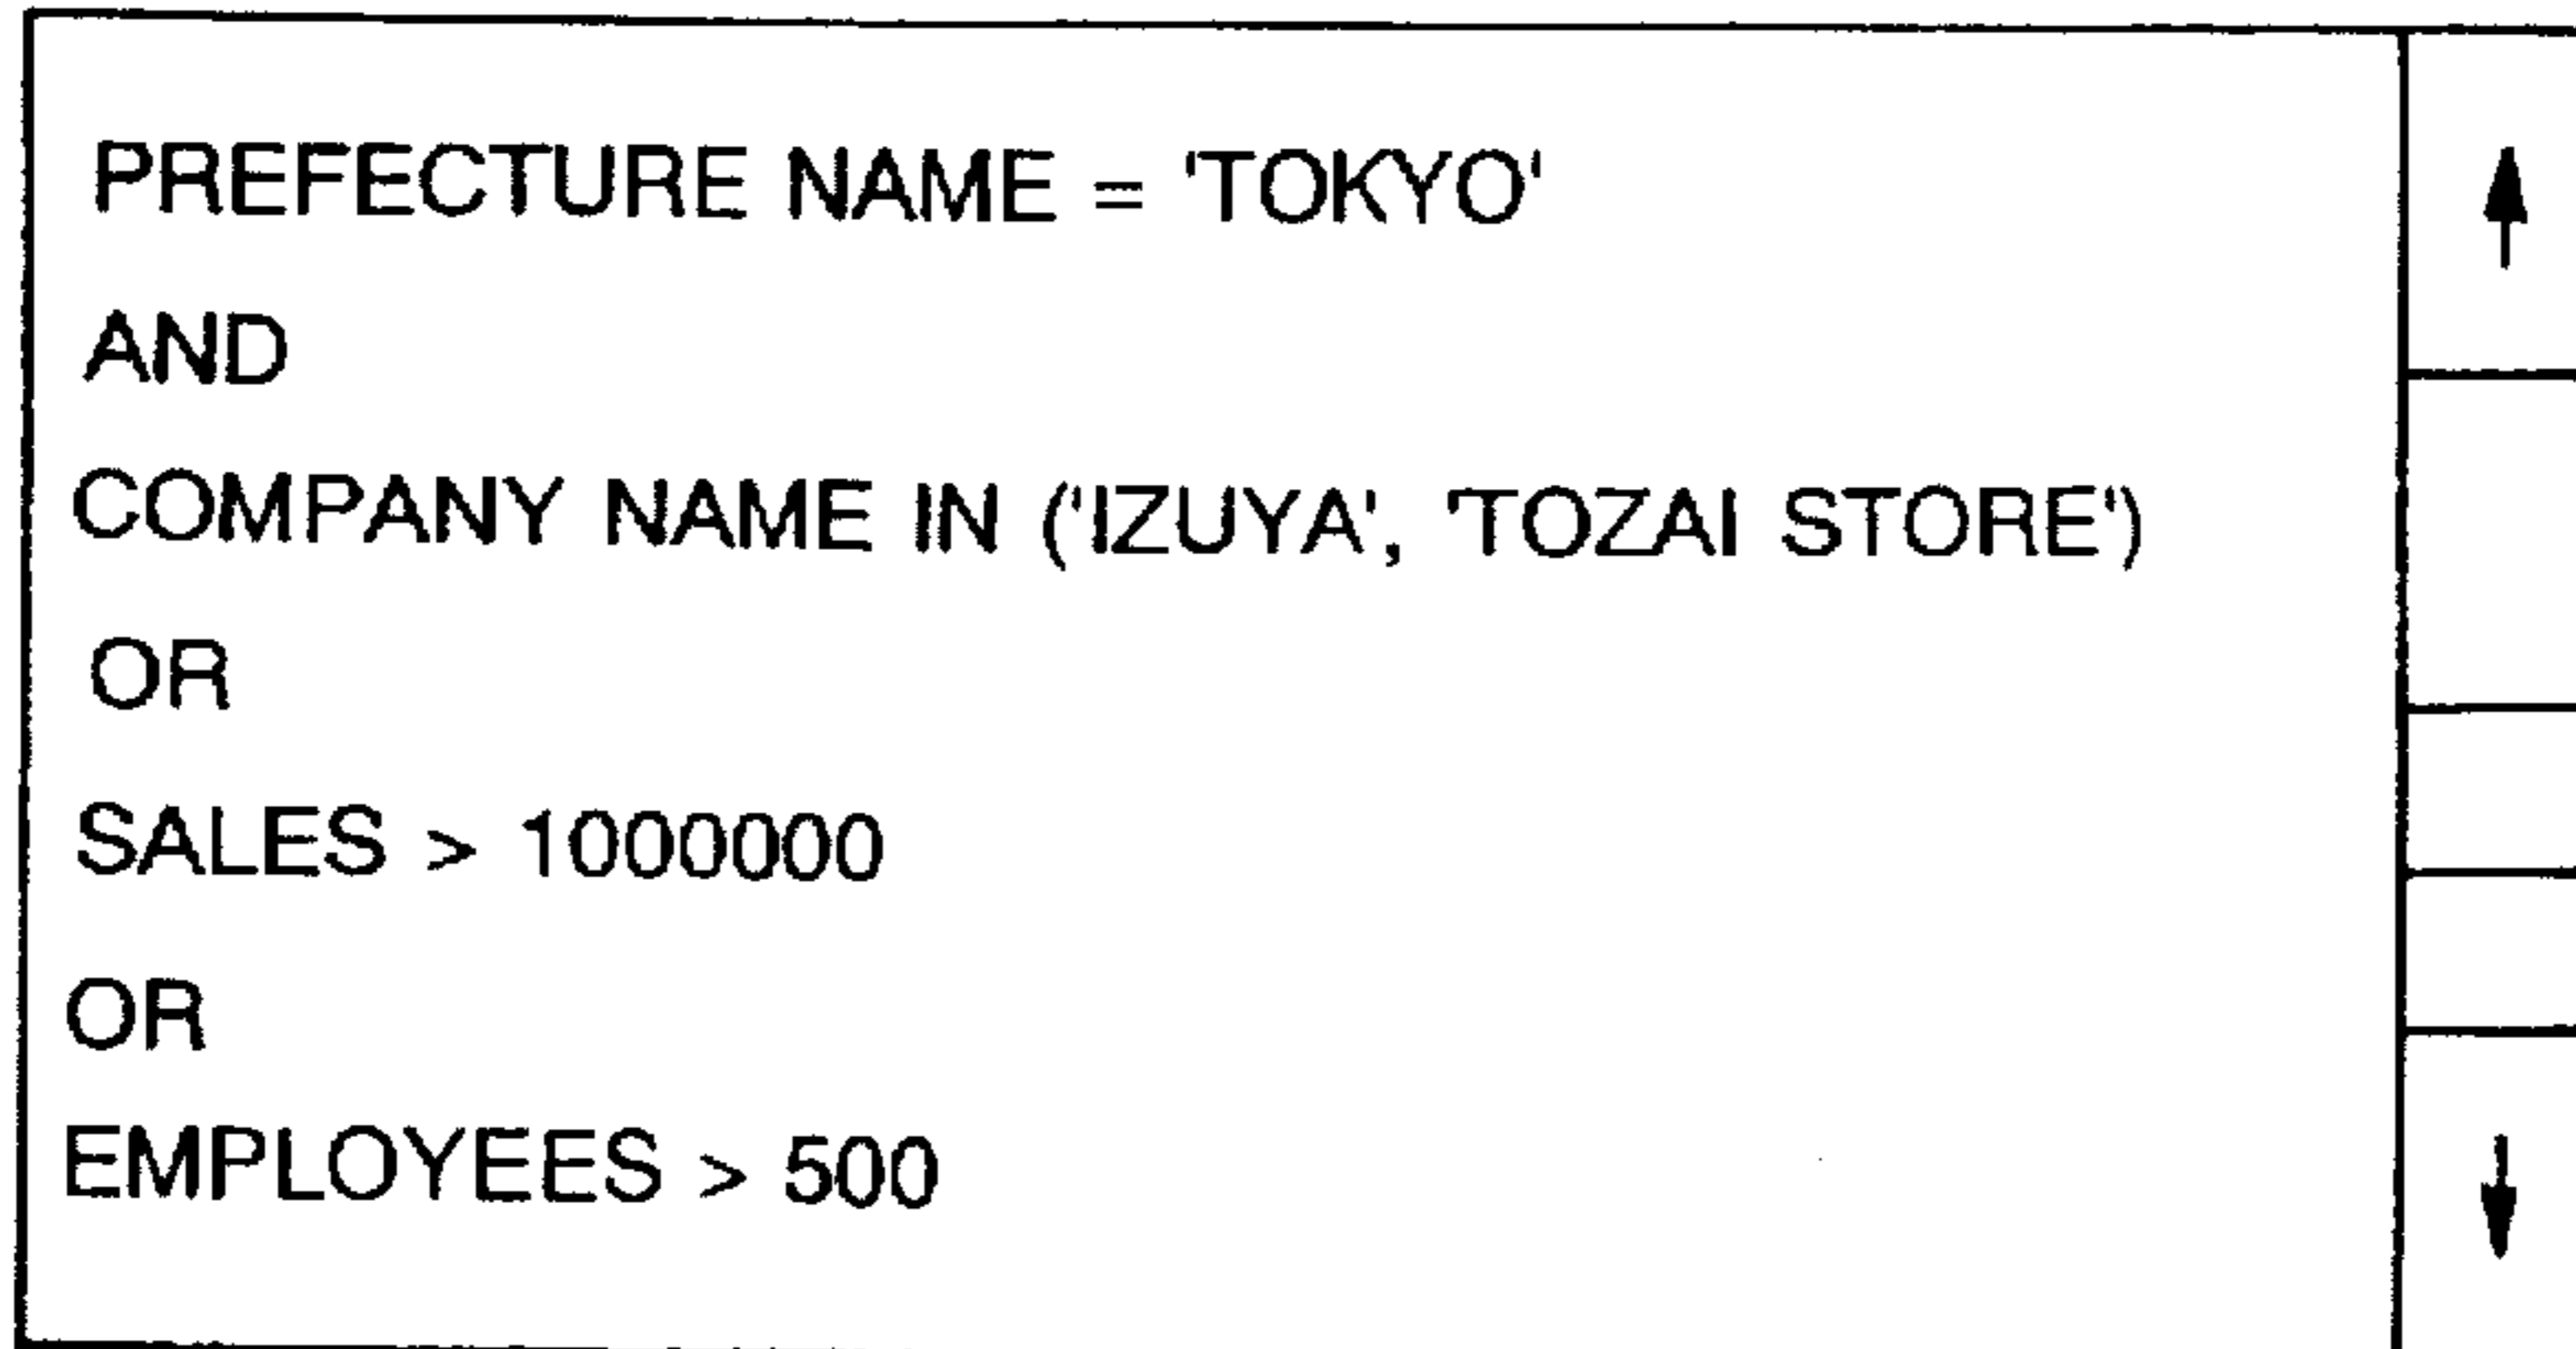 PREFECTURE NAME = 'TOKYO'
AND
COMPANY NAME IN ('IZUYA', 'TOZAI STORE')
OR
SALES > 1000000
OR
EMPLOYEES > 500